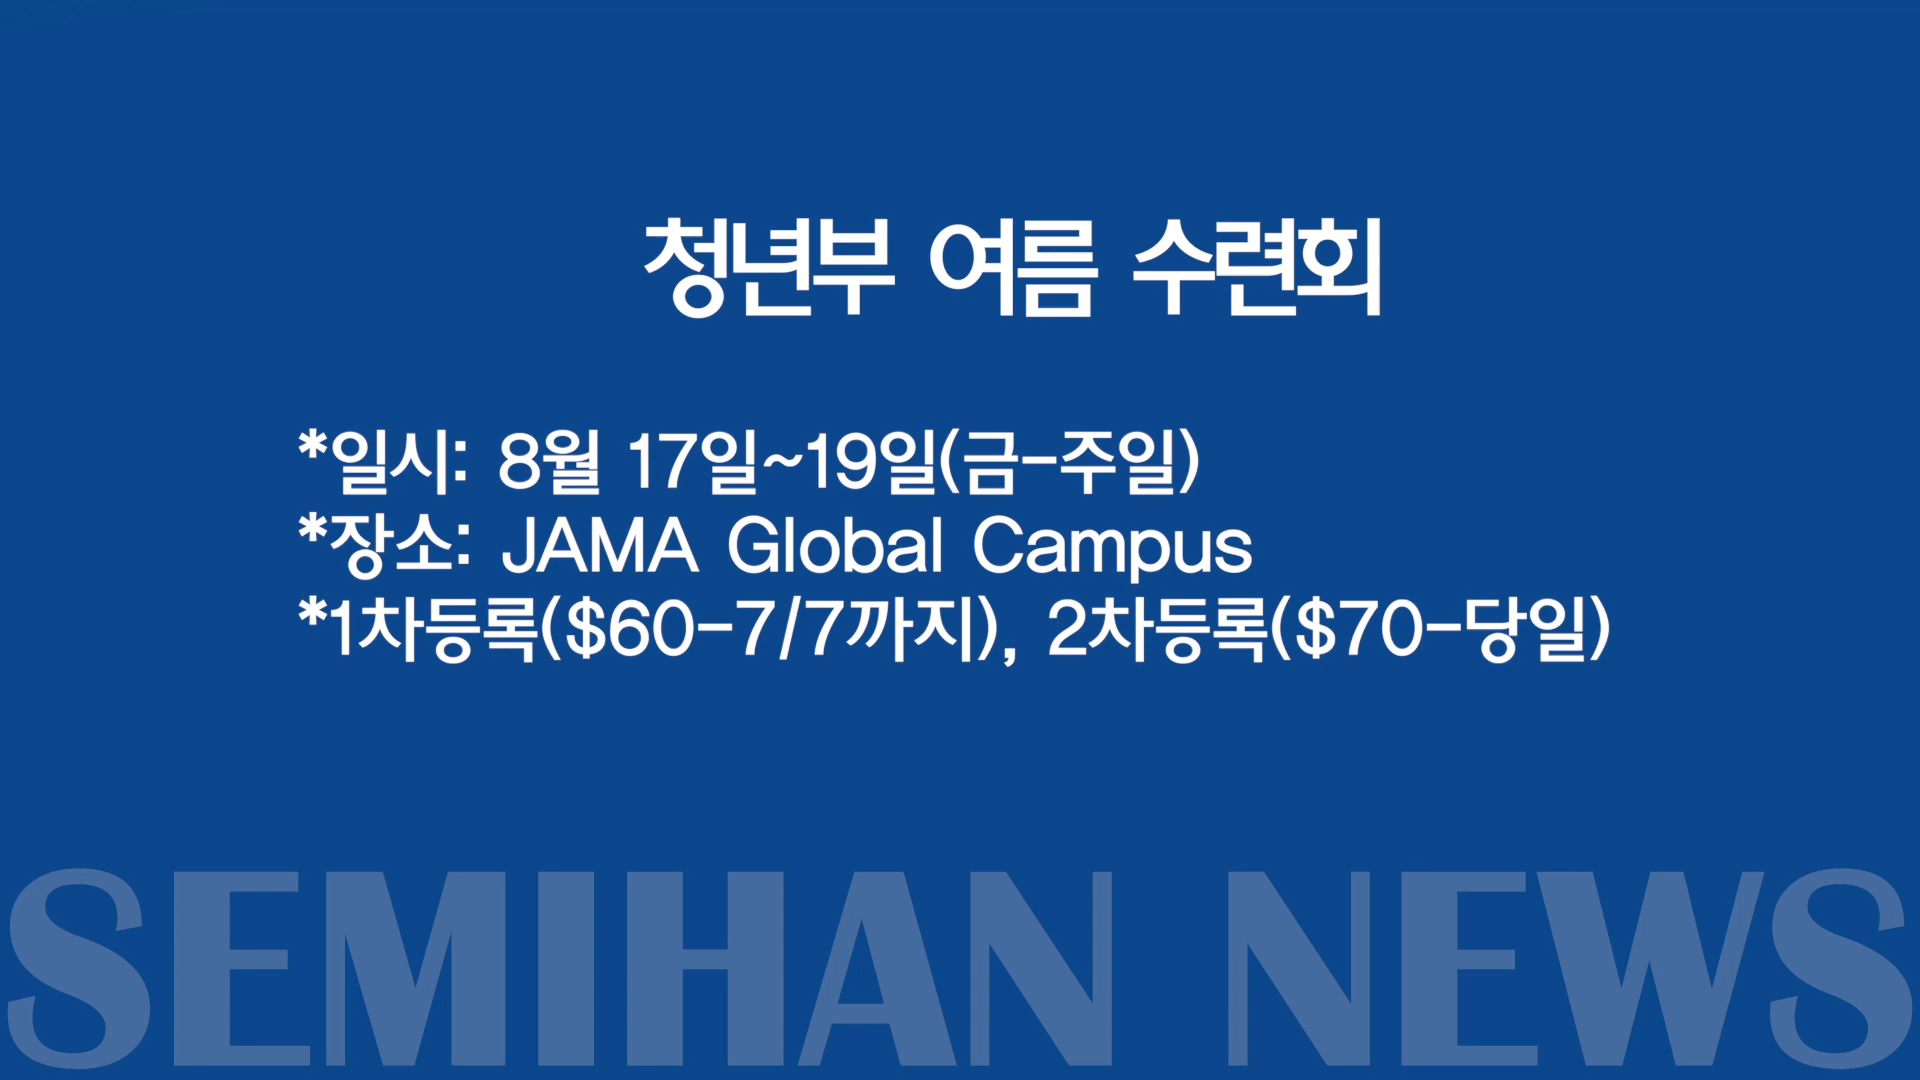 청년부 여름 수련회
*일시: 8월 17일~19일(금-주일)
*장소: JAMA Global Campus
*1차등록($60-7/7까지), 2차등록($70-당일)
SEMIHAN NEWS